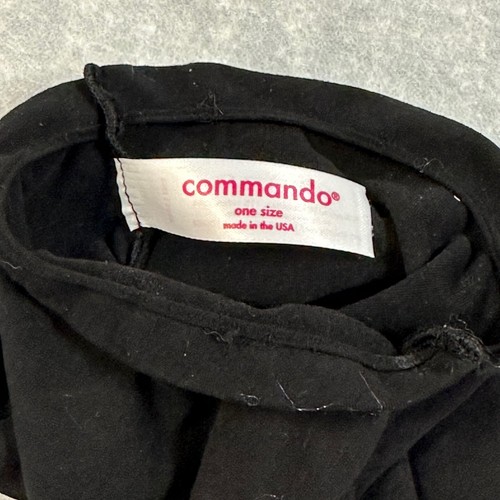 commando®
one size
made in the USA